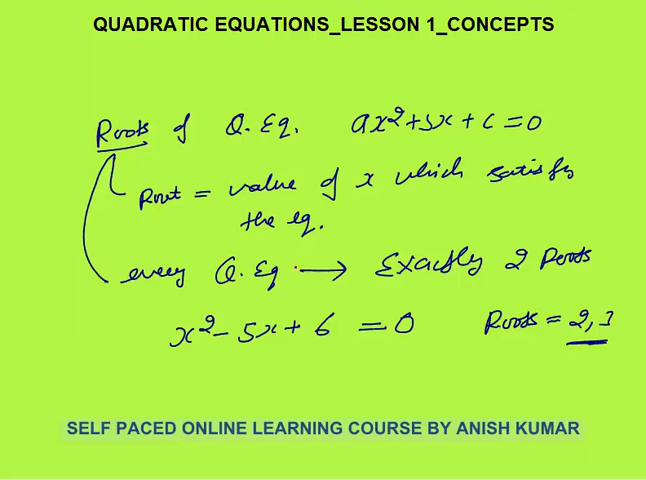 QUADRATIC EQUATIONS_LESSON 1_CONCEPTS
Roots of Q. Eq. ax²+bx+c=0
Root = value of x which satisfy
the eq.
every Q. Eq. → Exactly 2 Roots
x²-5x+6=0 Roots = 2, 3
SELF PACED ONLINE LEARNING COURSE BY ANISH KUMAR